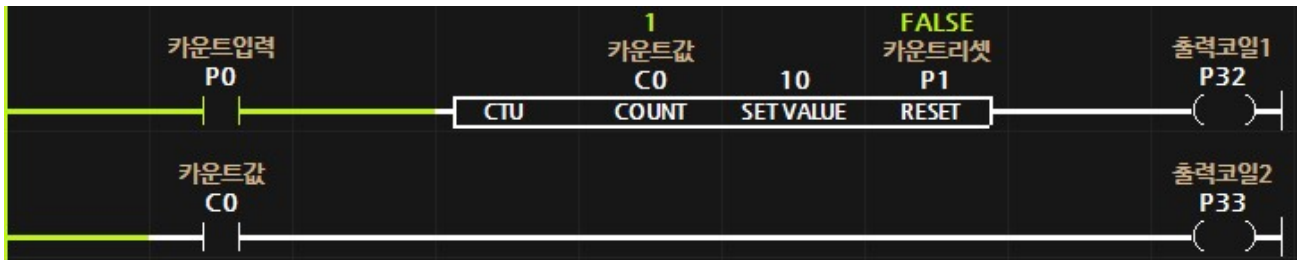 1 FALSE
카운트입력 카운트값 카운트리셋 출력코일1
P0 C0 10 P1 P32
CTU COUNT SET VALUE RESET
카운트값 출력코일2
C0 P33